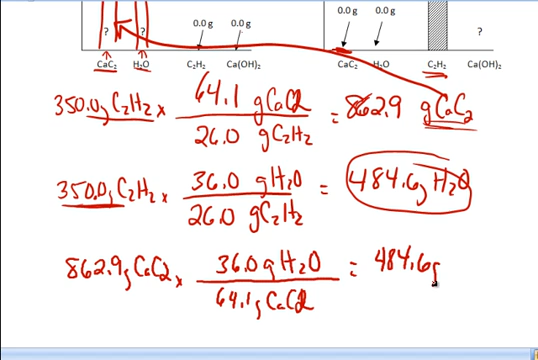 0.0 g 0.0 g
? ? 0.0 g 0.0 g ?
CaC2 H2O C2H2 Ca(OH)2 CaC2 H2O C2H2 Ca(OH)2
350.0g C2H2 x 64.1 gCaC2 / 26.0 gC2H2 = 862.9 gCaC2
350.0g C2H2 x 36.0 gH2O / 26.0 gC2H2 = 484.6g H2O
862.9g CaC2 x 36.0 g H2O / 64.1g CaC2 = 484.6g